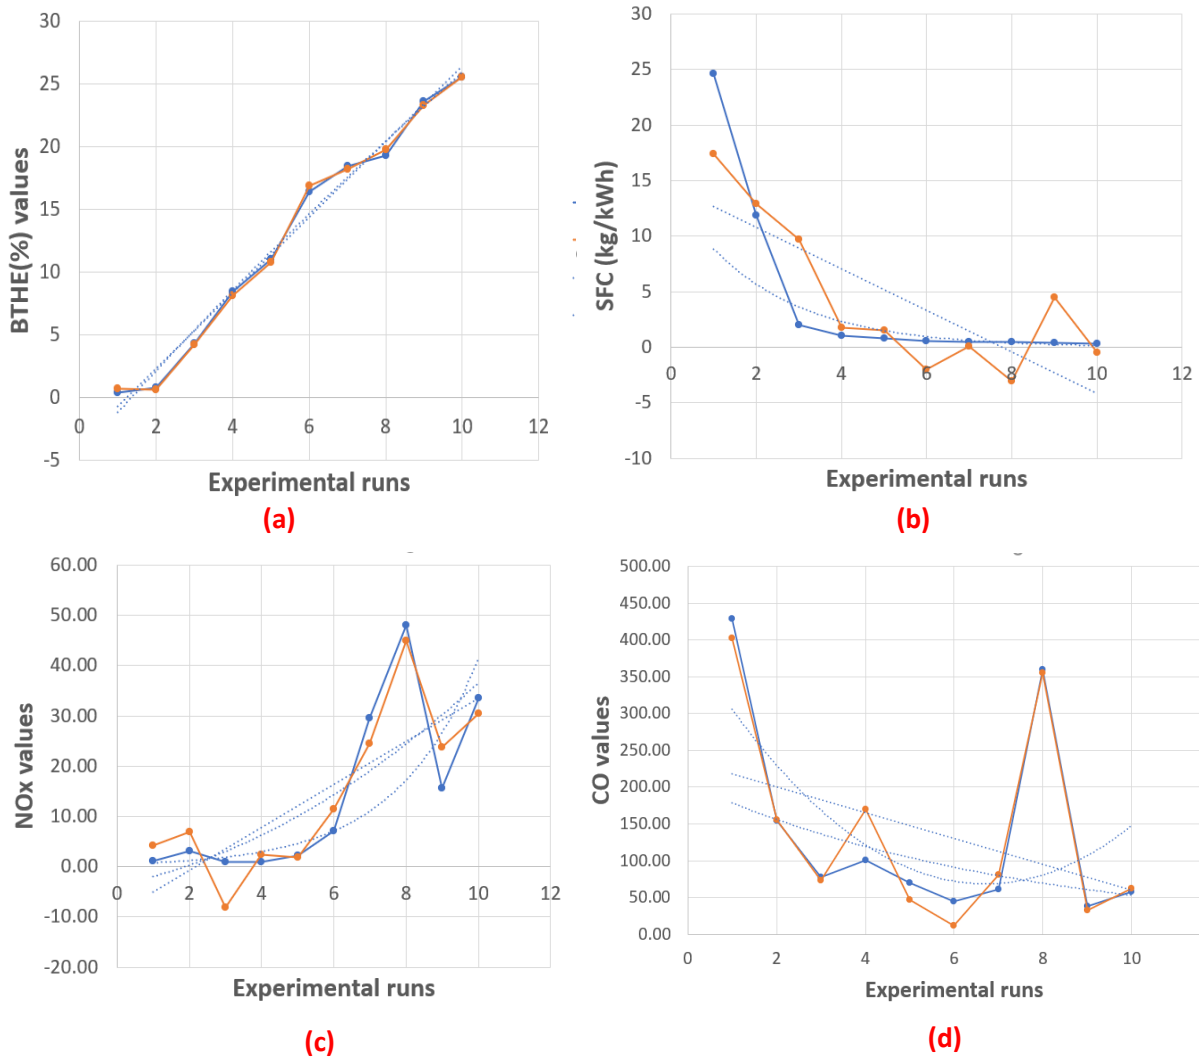 30
25
20
15
10
5
0
-5
0 2 4 6 8 10 12
BTHE(%) values
Experimental runs
(a)
30
25
20
15
10
5
0
-5
-10
0 2 4 6 8 10 12
SFC (kg/kWh)
Experimental runs
(b)
60.00
50.00
40.00
30.00
20.00
10.00
0.00
-10.00
-20.00
0 2 4 6 8 10 12
NOx values
Experimental runs
(c)
500.00
450.00
400.00
350.00
300.00
250.00
200.00
150.00
100.00
50.00
0.00
0 2 4 6 8 10
CO values
Experimental runs
(d)